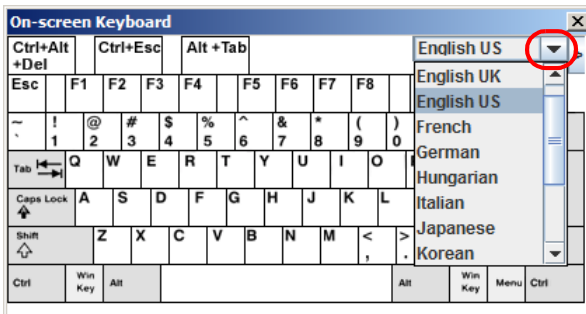 On-screen Keyboard
Ctrl+Alt +Del Ctrl+Esc Alt +Tab English US >
Esc F1 F2 F3 F4 F5 F6 F7 F8
~ ! @ # $ % ^ & * ( )
` 1 2 3 4 5 6 7 8 9 0
Tab Q W E R T Y U I O
Caps Lock A S D F G H J K L
Shift Z X C V B N M < >
, .
Ctrl Win Key Alt Alt Win Key Menu Ctrl
English UK
English US
French
German
Hungarian
Italian
Japanese
Korean